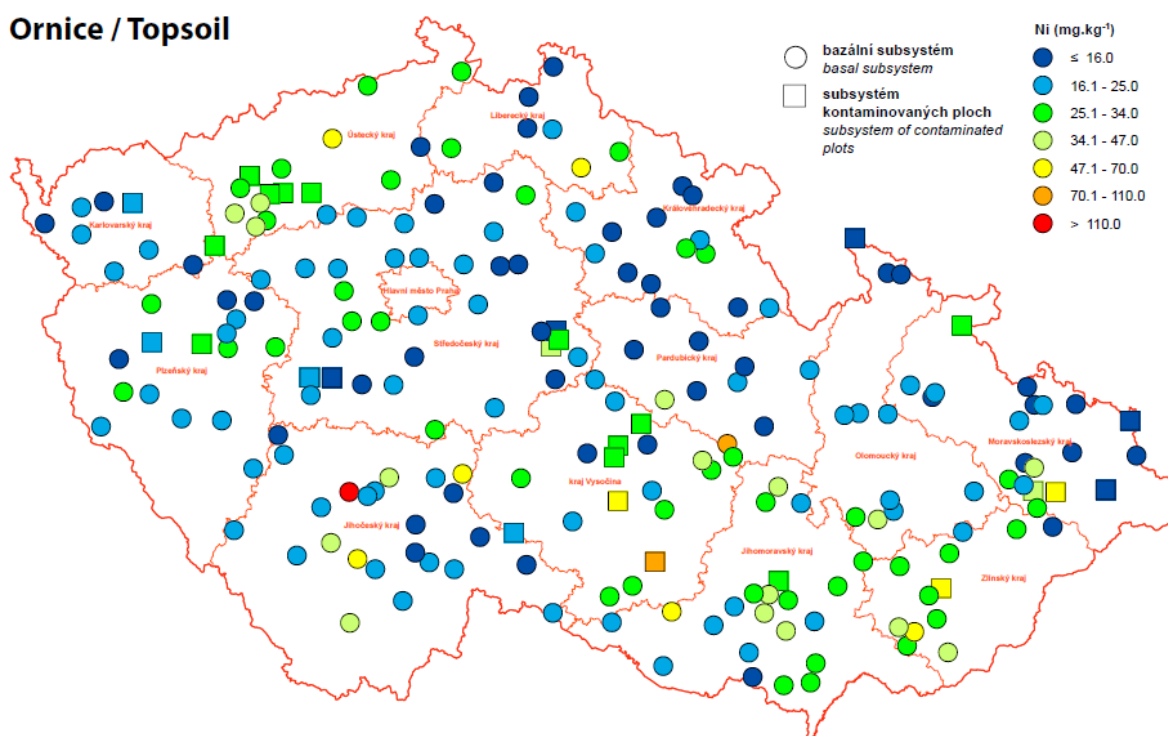 Ornice / Topsoil
bazální subsystém
basal subsystem
subsystém
kontaminovaných ploch
subsystem of contaminated
plots
Ni (mg.kg⁻¹)
≤ 16.0
16.1 - 25.0
25.1 - 34.0
34.1 - 47.0
47.1 - 70.0
70.1 - 110.0
> 110.0
Liberecký kraj
Ústecký kraj
Karlovarský kraj
Královéhradecký kraj
Hlavní město Praha
Středočeský kraj
Pardubický kraj
Plzeňský kraj
Moravskoslezský kraj
Olomoucký kraj
kraj Vysočina
Jihočeský kraj
Jihomoravský kraj
Zlínský kraj